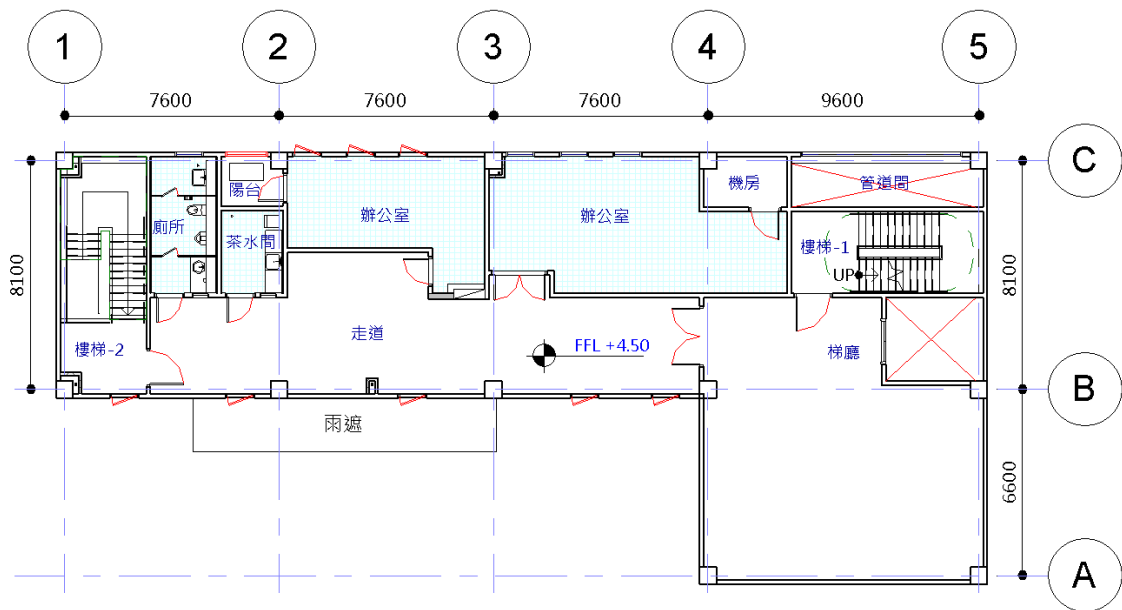 1
2
3
4
5
7600
7600
7600
9600
C
陽台
機房
管道間
辦公室
辦公室
廁所
茶水間
樓梯-1
8100
UP
8100
走道
FFL +4.50
梯廳
樓梯-2
B
雨遮
6600
A